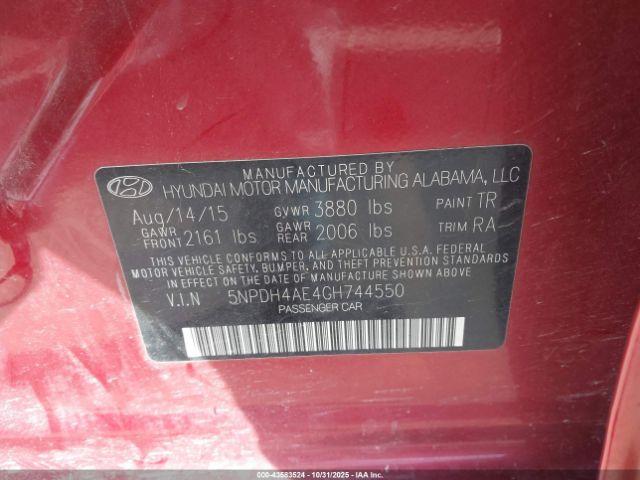 MANUFACTURED BY
HYUNDAI MOTOR MANUFACTURING ALABAMA, LLC
Aug/14/15 GVWR 3880 lbs PAINT TR
GAWR FRONT 2161 lbs GAWR REAR 2006 lbs TRIM RA
THIS VEHICLE CONFORMS TO ALL APPLICABLE U.S.A. FEDERAL
MOTOR VEHICLE SAFETY, BUMPER, AND THEFT PREVENTION STANDARDS
IN EFFECT ON THE DATE OF MANUFACTURE SHOWN ABOVE.
V.I.N 5NPDH4AE4GH744550
PASSENGER CAR
000-43583524 - 10/31/2025 - IAAI.COM